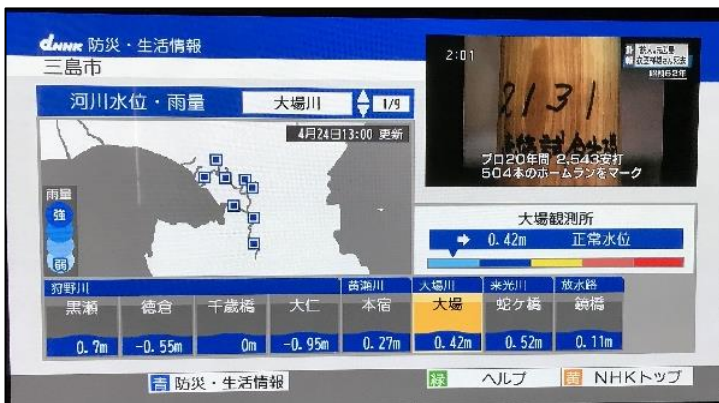 dNHK 防災・生活情報
三島市
河川水位・雨量 大場川 1/9
4月24日13:00 更新
雨量
強
弱
2:01
昭和62年
2131
プロ20年間 2,543安打
504本のホームランをマーク
大場観測所
0.42m 正常水位
狩野川 黄瀬川 大場川 来光川 放水路
黒瀬 徳倉 千歳橋 大仁 本宿 大場 蛇ケ橋 鏡橋
0.7m -0.55m 0m -0.95m 0.27m 0.42m 0.52m 0.11m
青 防災・生活情報 緑 ヘルプ 黄 NHKトップ